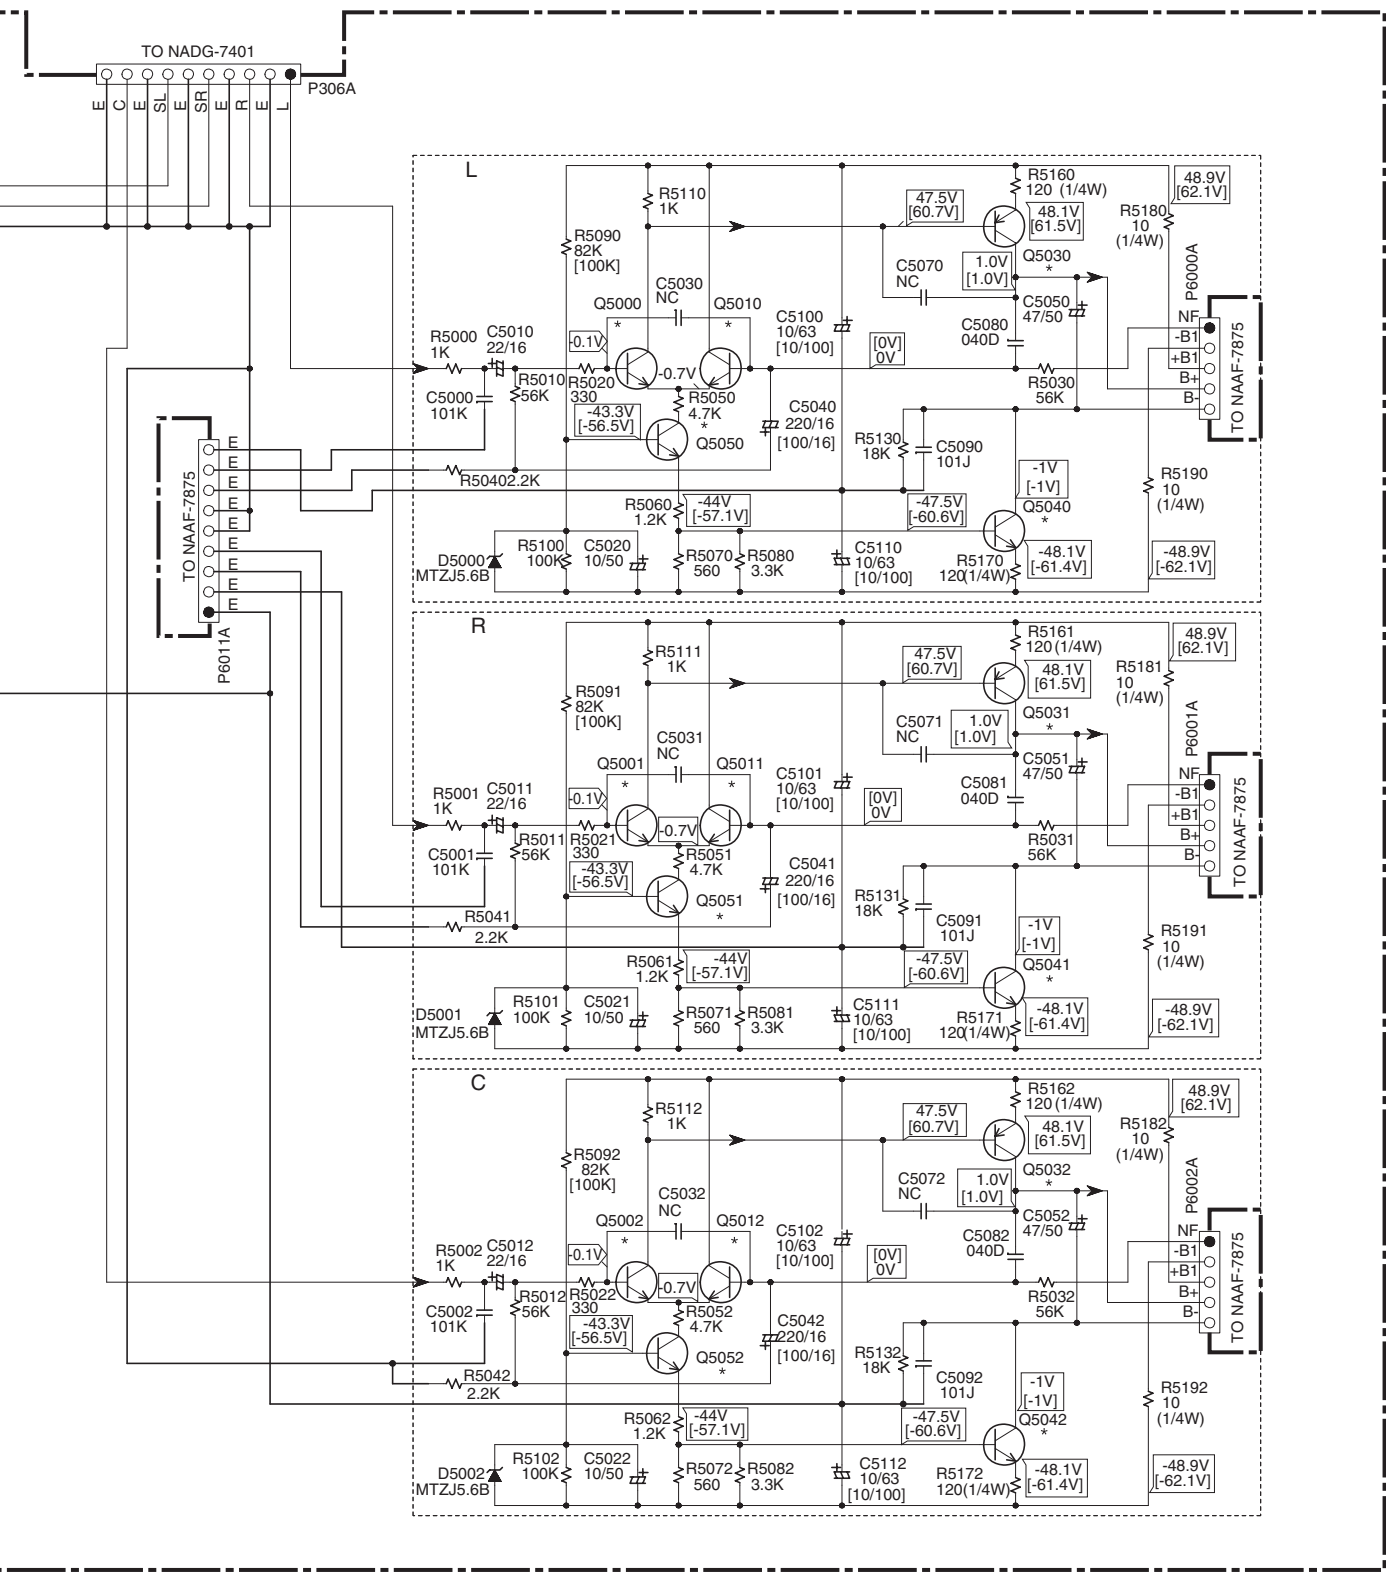 TO NADG-7401
P306A
E
C
E
SL
E
SR
E
R
E
L
L
R5110
1K
R5090
82K
[100K]
C5030
NC
Q5000
*
Q5010
*
C5100
10/63
[10/100]
47.5V
[60.7V]
R5160
120 (1/4W)
48.1V
[61.5V]
Q5030
*
1.0V
[1.0V]
C5070
NC
C5050
47/50
C5080
040D
R5180
10
(1/4W)
48.9V
[62.1V]
P6000A
NF
-B1
+B1
B+
B-
TO NAAF-7875
R5000
1K
C5010
22/16
-0.1V
-0.7V
[0V]
0V
R5010
56K
R5020
330
C5000
101K
-43.3V
[-56.5V]
R5050
4.7K
*
Q5050
C5040
220/16
[100/16]
R5030
56K
R5130
18K
C5090
101J
R5040
2.2K
R5060
1.2K
-44V
[-57.1V]
-47.5V
[-60.6V]
-1V
[-1V]
Q5040
*
R5190
10
(1/4W)
D5000
MTZJ5.6B
R5100
100K
C5020
10/50
R5070
560
R5080
3.3K
C5110
10/63
[10/100]
R5170
120(1/4W)
-48.1V
[-61.4V]
-48.9V
[-62.1V]
TO NAAF-7875
E
E
E
E
E
E
E
E
E
P6011A
R
R5111
1K
R5091
82K
[100K]
C5031
NC
Q5001
*
Q5011
*
C5101
10/63
[10/100]
47.5V
[60.7V]
R5161
120 (1/4W)
48.1V
[61.5V]
Q5031
*
1.0V
[1.0V]
C5071
NC
C5051
47/50
C5081
040D
R5181
10
(1/4W)
48.9V
[62.1V]
P6001A
NF
-B1
+B1
B+
B-
TO NAAF-7875
R5001
1K
C5011
22/16
-0.1V
-0.7V
[0V]
0V
R5011
56K
R5021
330
C5001
101K
-43.3V
[-56.5V]
R5051
4.7K
Q5051
*
C5041
220/16
[100/16]
R5031
56K
R5131
18K
C5091
101J
R5041
2.2K
R5061
1.2K
-44V
[-57.1V]
-47.5V
[-60.6V]
-1V
[-1V]
Q5041
*
R5191
10
(1/4W)
D5001
MTZJ5.6B
R5101
100K
C5021
10/50
R5071
560
R5081
3.3K
C5111
10/63
[10/100]
R5171
120(1/4W)
-48.1V
[-61.4V]
-48.9V
[-62.1V]
C
R5112
1K
R5092
82K
[100K]
C5032
NC
Q5002
*
Q5012
*
C5102
10/63
[10/100]
47.5V
[60.7V]
R5162
120 (1/4W)
48.1V
[61.5V]
Q5032
*
1.0V
[1.0V]
C5072
NC
C5052
47/50
C5082
040D
R5182
10
(1/4W)
48.9V
[62.1V]
P6002A
NF
-B1
+B1
B+
B-
TO NAAF-7875
R5002
1K
C5012
22/16
-0.1V
-0.7V
[0V]
0V
R5012
56K
R5022
330
C5002
101K
-43.3V
[-56.5V]
R5052
4.7K
Q5052
*
C5042
220/16
[100/16]
R5032
56K
R5132
18K
C5092
101J
R5042
2.2K
R5062
1.2K
-44V
[-57.1V]
-47.5V
[-60.6V]
-1V
[-1V]
Q5042
*
R5192
10
(1/4W)
D5002
MTZJ5.6B
R5102
100K
C5022
10/50
R5072
560
R5082
3.3K
C5112
10/63
[10/100]
R5172
120(1/4W)
-48.1V
[-61.4V]
-48.9V
[-62.1V]